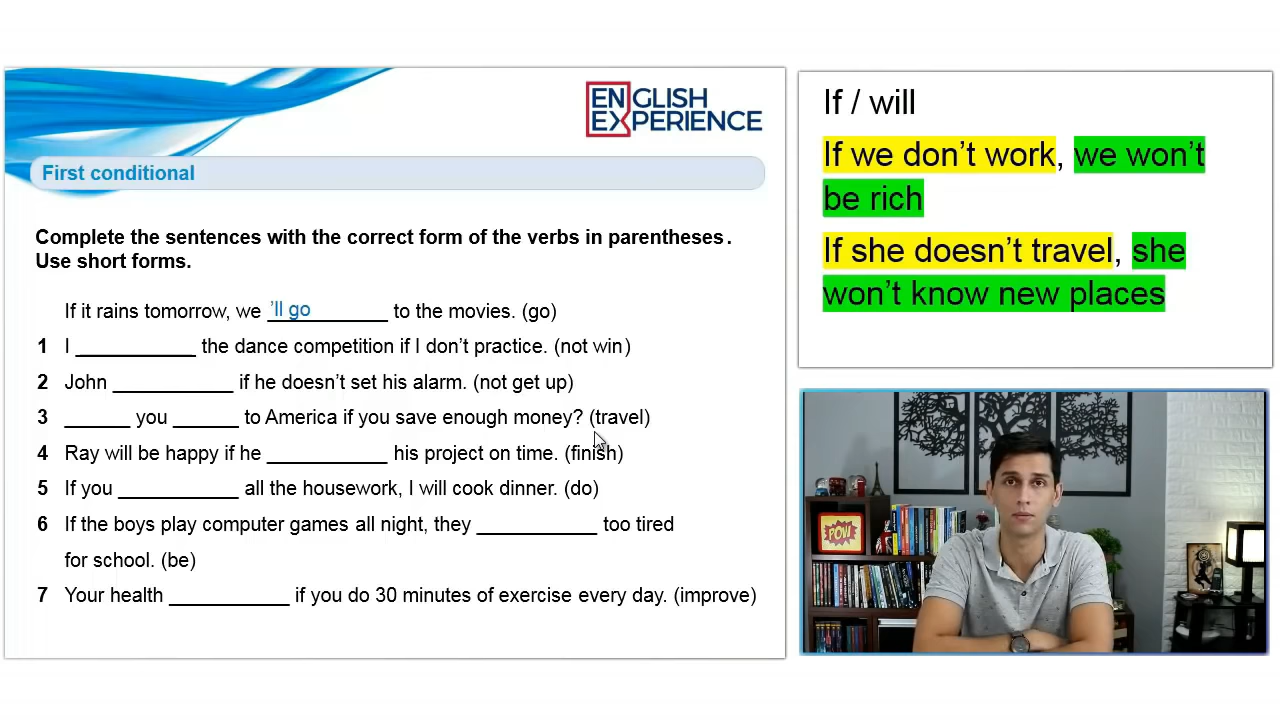 ENGLISH
EXPERIENCE
First conditional
Complete the sentences with the correct form of the verbs in parentheses.
Use short forms.
If it rains tomorrow, we ’ll go to the movies. (go)
1 I ____________ the dance competition if I don’t practice. (not win)
2 John ____________ if he doesn’t set his alarm. (not get up)
3 _______ you _______ to America if you save enough money? (travel)
4 Ray will be happy if he ____________ his project on time. (finish)
5 If you ____________ all the housework, I will cook dinner. (do)
6 If the boys play computer games all night, they ____________ too tired
for school. (be)
7 Your health ____________ if you do 30 minutes of exercise every day. (improve)
If / will
If we don’t work, we won’t
be rich
If she doesn’t travel, she
won’t know new places
POW